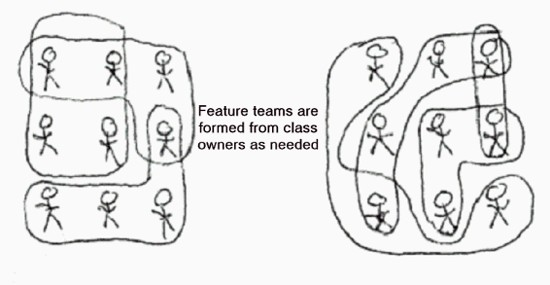 Feature teams are
formed from class
owners as needed